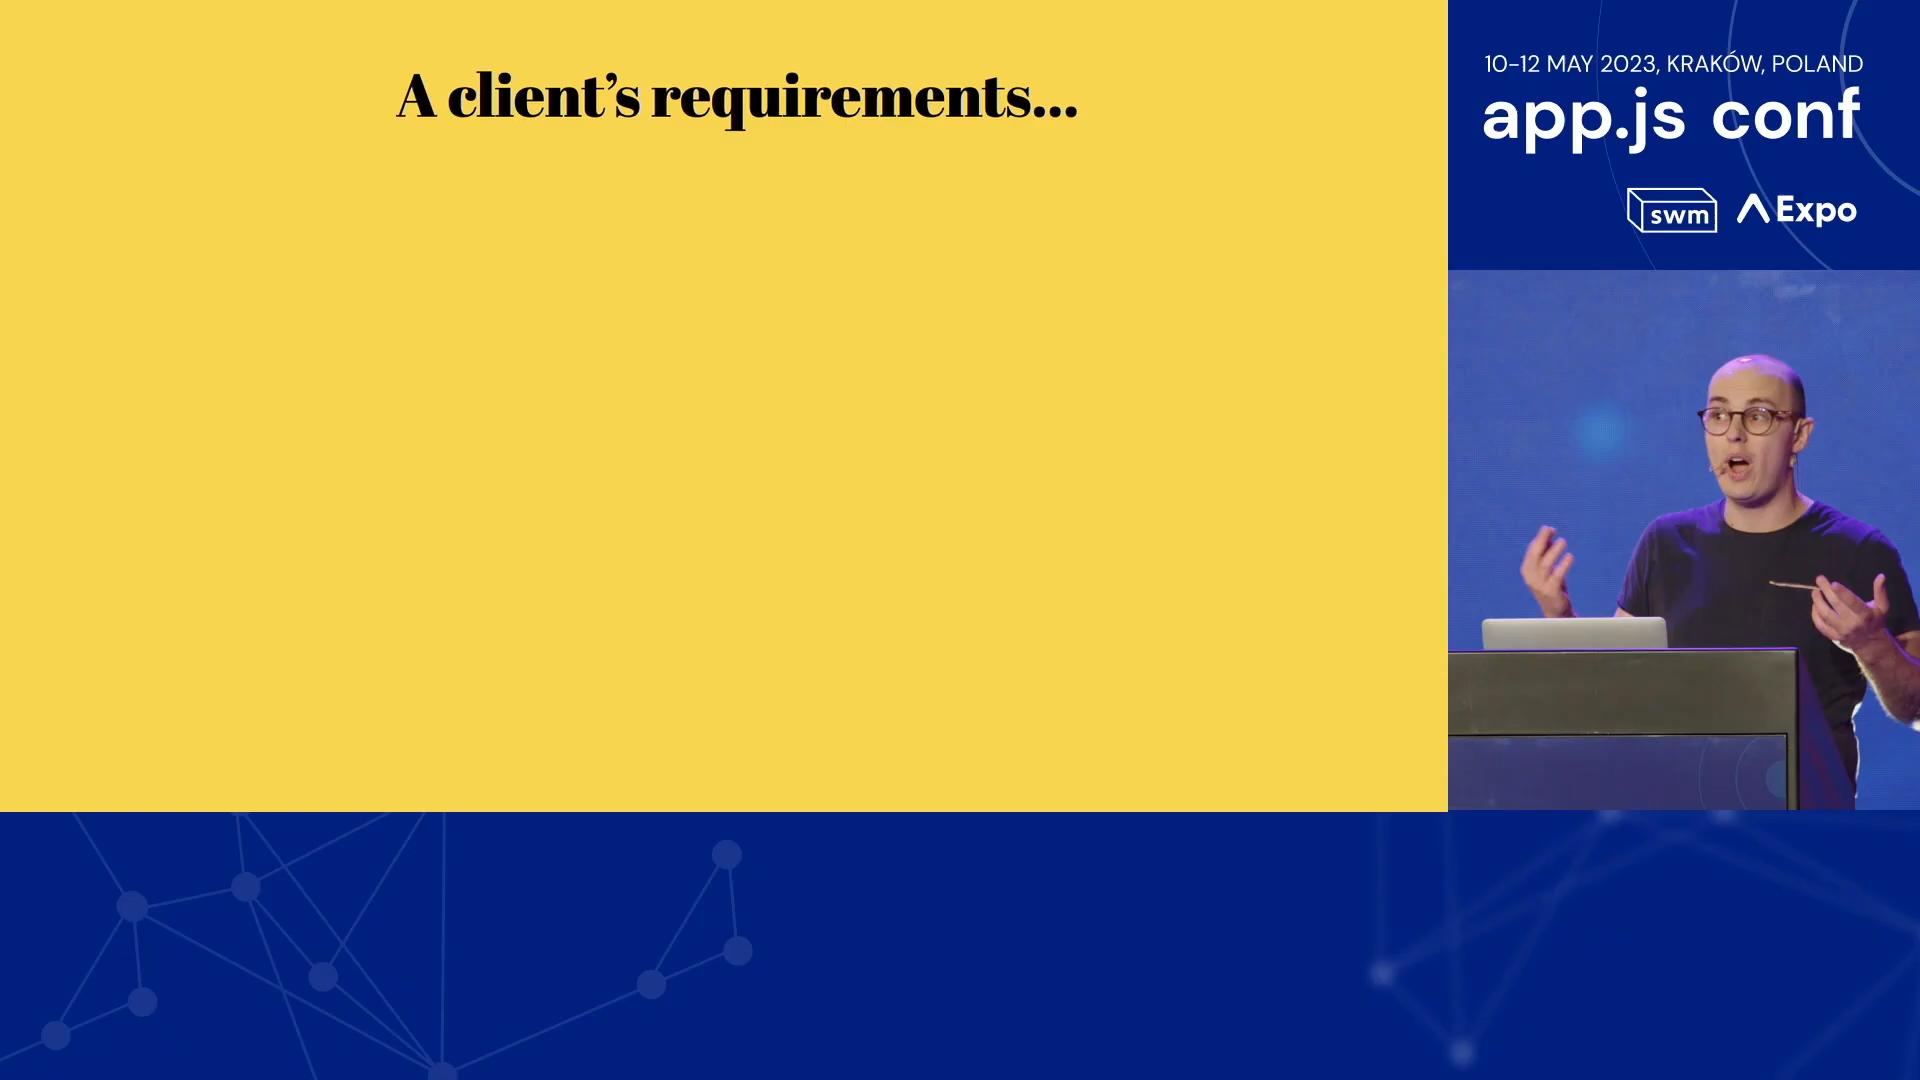 A client’s requirements...
10–12 MAY 2023, KRAKÓW, POLAND
app.js conf
swm
Expo